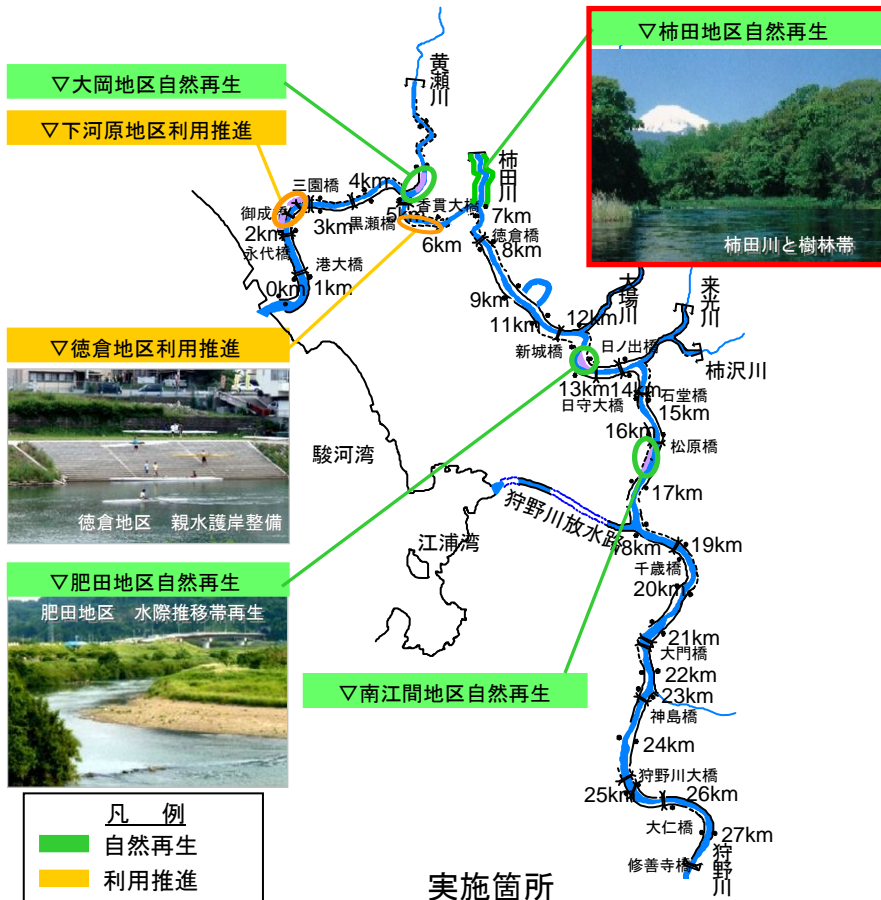 ▽柿田地区自然再生
柿田川と樹林帯
▽大岡地区自然再生
▽下河原地区利用推進
黄瀬川
柿田川
三園橋
4km
御成橋
3km
2km
永代橋
港大橋
0km
1km
黒瀬橋
5
香貫大橋
6km
7km
徳倉橋
8km
9km
11km
12km
大場川
来光川
新城橋
日ノ出橋
柿沢川
13km
14km
日守大橋
石堂橋
15km
16km
松原橋
17km
▽徳倉地区利用推進
徳倉地区 親水護岸整備
駿河湾
狩野川放水路
江浦湾
18km
19km
千歳橋
20km
▽肥田地区自然再生
肥田地区 水際推移帯再生
▽南江間地区自然再生
21km
大門橋
22km
23km
神島橋
24km
狩野川大橋
25km
26km
大仁橋
27km
修善寺橋
狩野川
凡 例
自然再生
利用推進
実施箇所